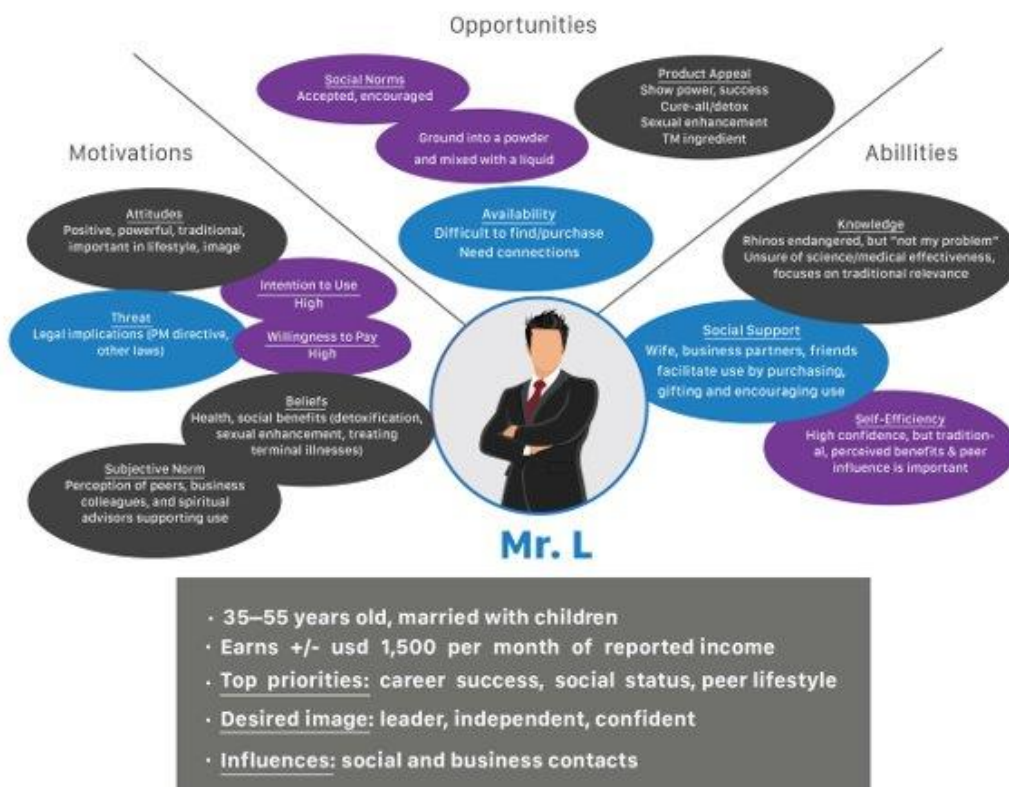 Opportunities
Social Norms
Accepted, encouraged
Ground into a powder
and mixed with a liquid
Product Appeal
Show power, success
Cure-all/detox
Sexual enhancement
TM ingredient
Availability
Difficult to find/purchase
Need connections
Motivations
Attitudes
Positive, powerful, traditional,
important in lifestyle, image
Intention to Use
High
Threat
Legal implications (PM directive,
other laws)
Willingness to Pay
High
Beliefs
Health, social benefits (detoxification,
sexual enhancement, treating
terminal illnesses)
Subjective Norm
Perception of peers, business
colleagues, and spiritual
advisors supporting use
Abillities
Knowledge
Rhinos endangered, but "not my problem"
Unsure of science/medical effectiveness,
focuses on traditional relevance
Social Support
Wife, business partners, friends
facilitate use by purchasing,
gifting and encouraging use
Self-Efficiency
High confidence, but tradition-
al, perceived benefits & peer
influence is important
Mr. L
· 35–55 years old, married with children
· Earns +/- usd 1,500 per month of reported income
· Top priorities: career success, social status, peer lifestyle
· Desired image: leader, independent, confident
· Influences: social and business contacts